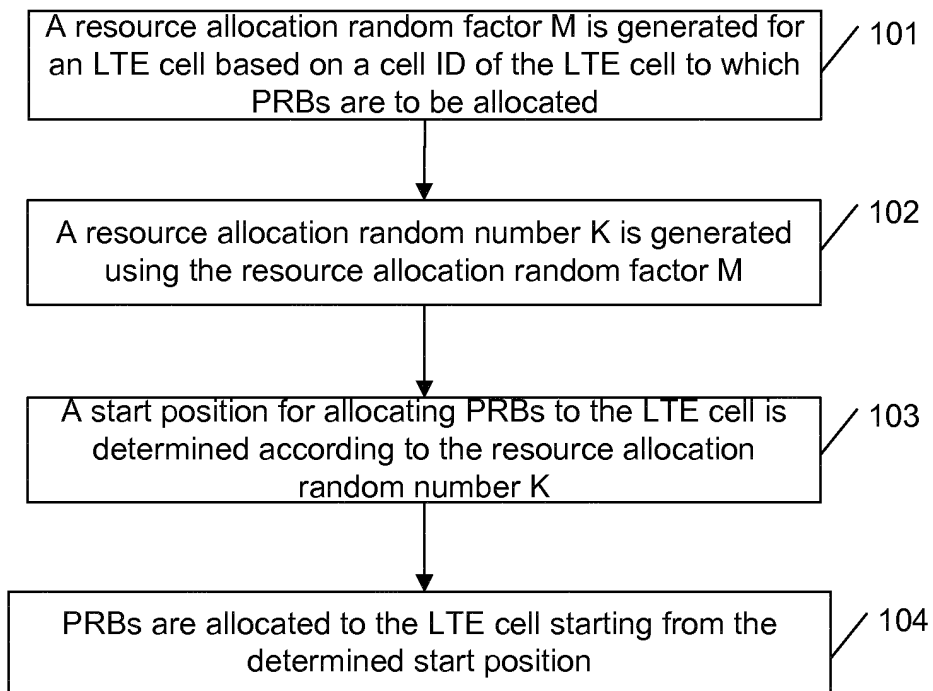 A resource allocation random factor M is generated for
an LTE cell based on a cell ID of the LTE cell to which
PRBs are to be allocated
101
A resource allocation random number K is generated
using the resource allocation random factor M
102
A start position for allocating PRBs to the LTE cell is
determined according to the resource allocation
random number K
103
PRBs are allocated to the LTE cell starting from the
determined start position
104